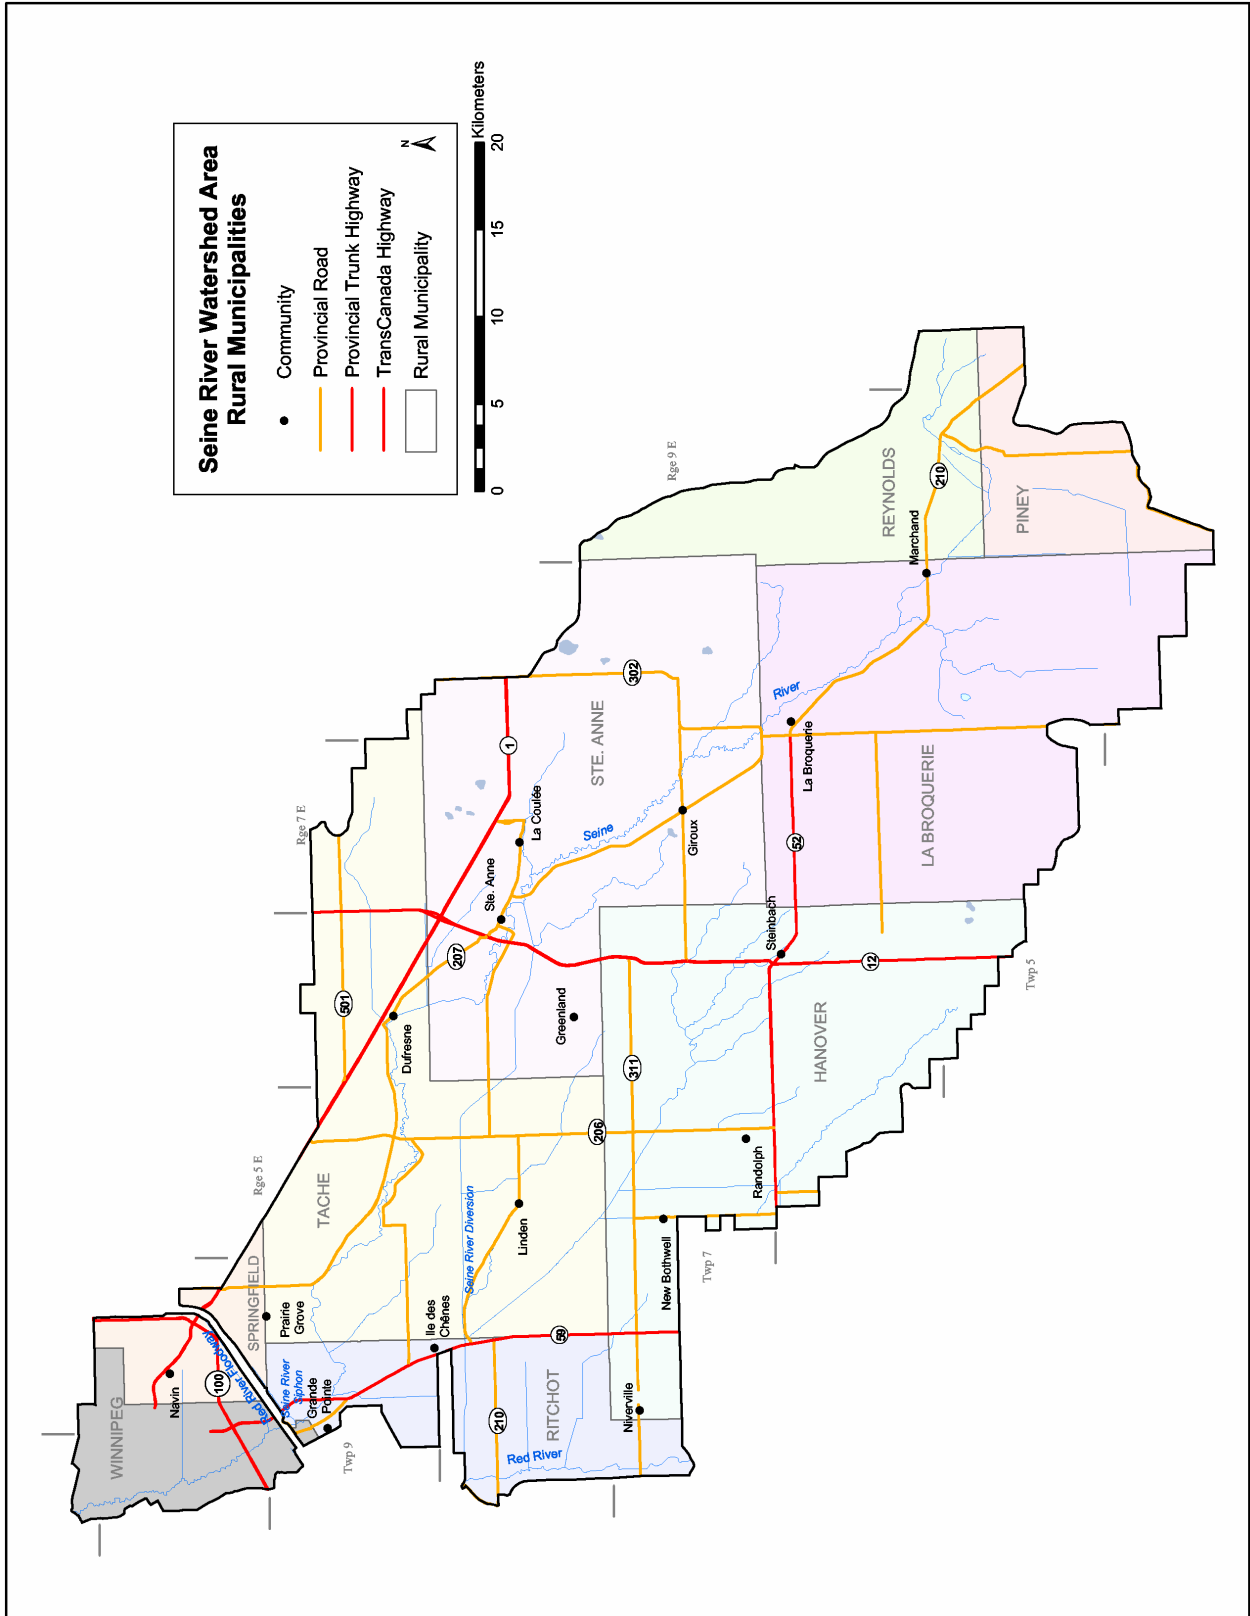 Seine River Watershed Area
Rural Municipalities
Community
Provincial Road
Provincial Trunk Highway
TransCanada Highway
Rural Municipality
N
0
5
10
15
20
Kilometers
WINNIPEG
Navin
100
Red River Floodway
SPRINGFIELD
Prairie
Grove
Seine River
Siphon
Grande
Pointe
Twp 9
Rge 5 E
TACHE
Ile des
Chênes
Seine River Diversion
Linden
210
RITCHOT
Red River
59
Niverville
New Bothwell
Twp 7
Randolph
206
311
501
Dufresne
207
Rge 7 E
Ste. Anne
La Coulée
1
Greenland
STE. ANNE
302
Seine
Giroux
River
La Broquerie
52
Steinbach
12
HANOVER
Twp 5
LA BROQUERIE
Rge 9 E
REYNOLDS
Marchand
210
PINEY